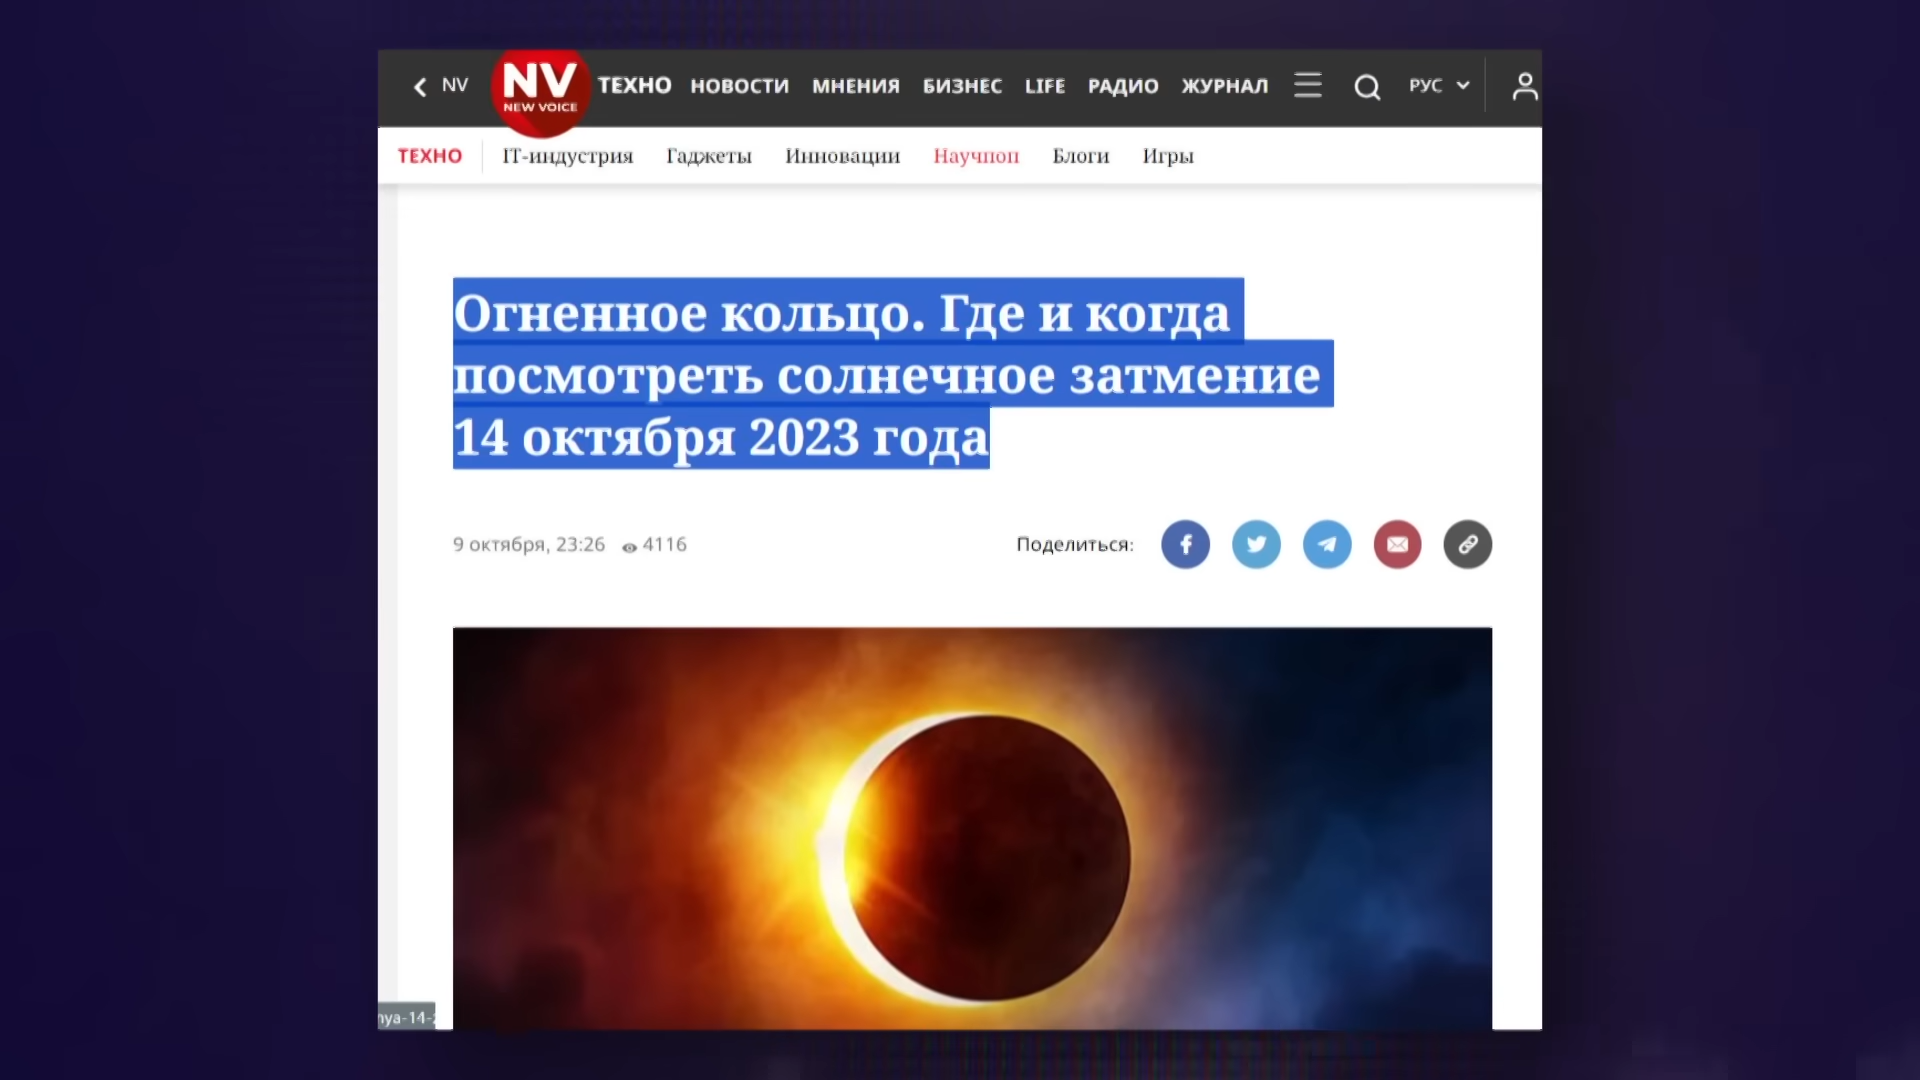 NV
NV
NEW VOICE
ТЕХНО НОВОСТИ МНЕНИЯ БИЗНЕС LIFE РАДИО ЖУРНАЛ РУС
ТЕХНО IT-индустрия Гаджеты Инновации Научпоп Блоги Игры
Огненное кольцо. Где и когда
посмотреть солнечное затмение
14 октября 2023 года
9 октября, 23:26 4116 Поделиться: